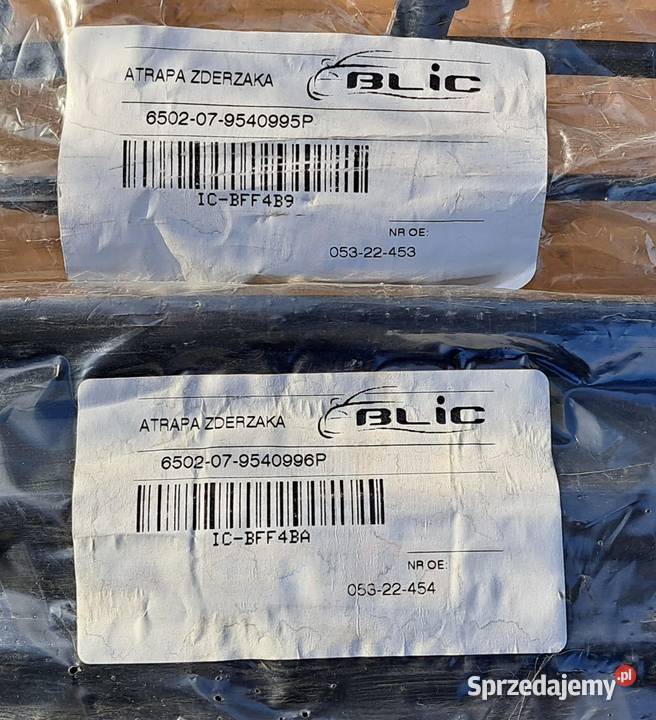 ATRAPA ZDERZAKA BLIC
6502-07-9540995P
IC-BFF4B9
NR OE:
053-22-453
ATRAPA ZDERZAKA BLIC
6502-07-9540996P
IC-BFF4BA
NR OE:
053-22-454
Sprzedajemy.pl